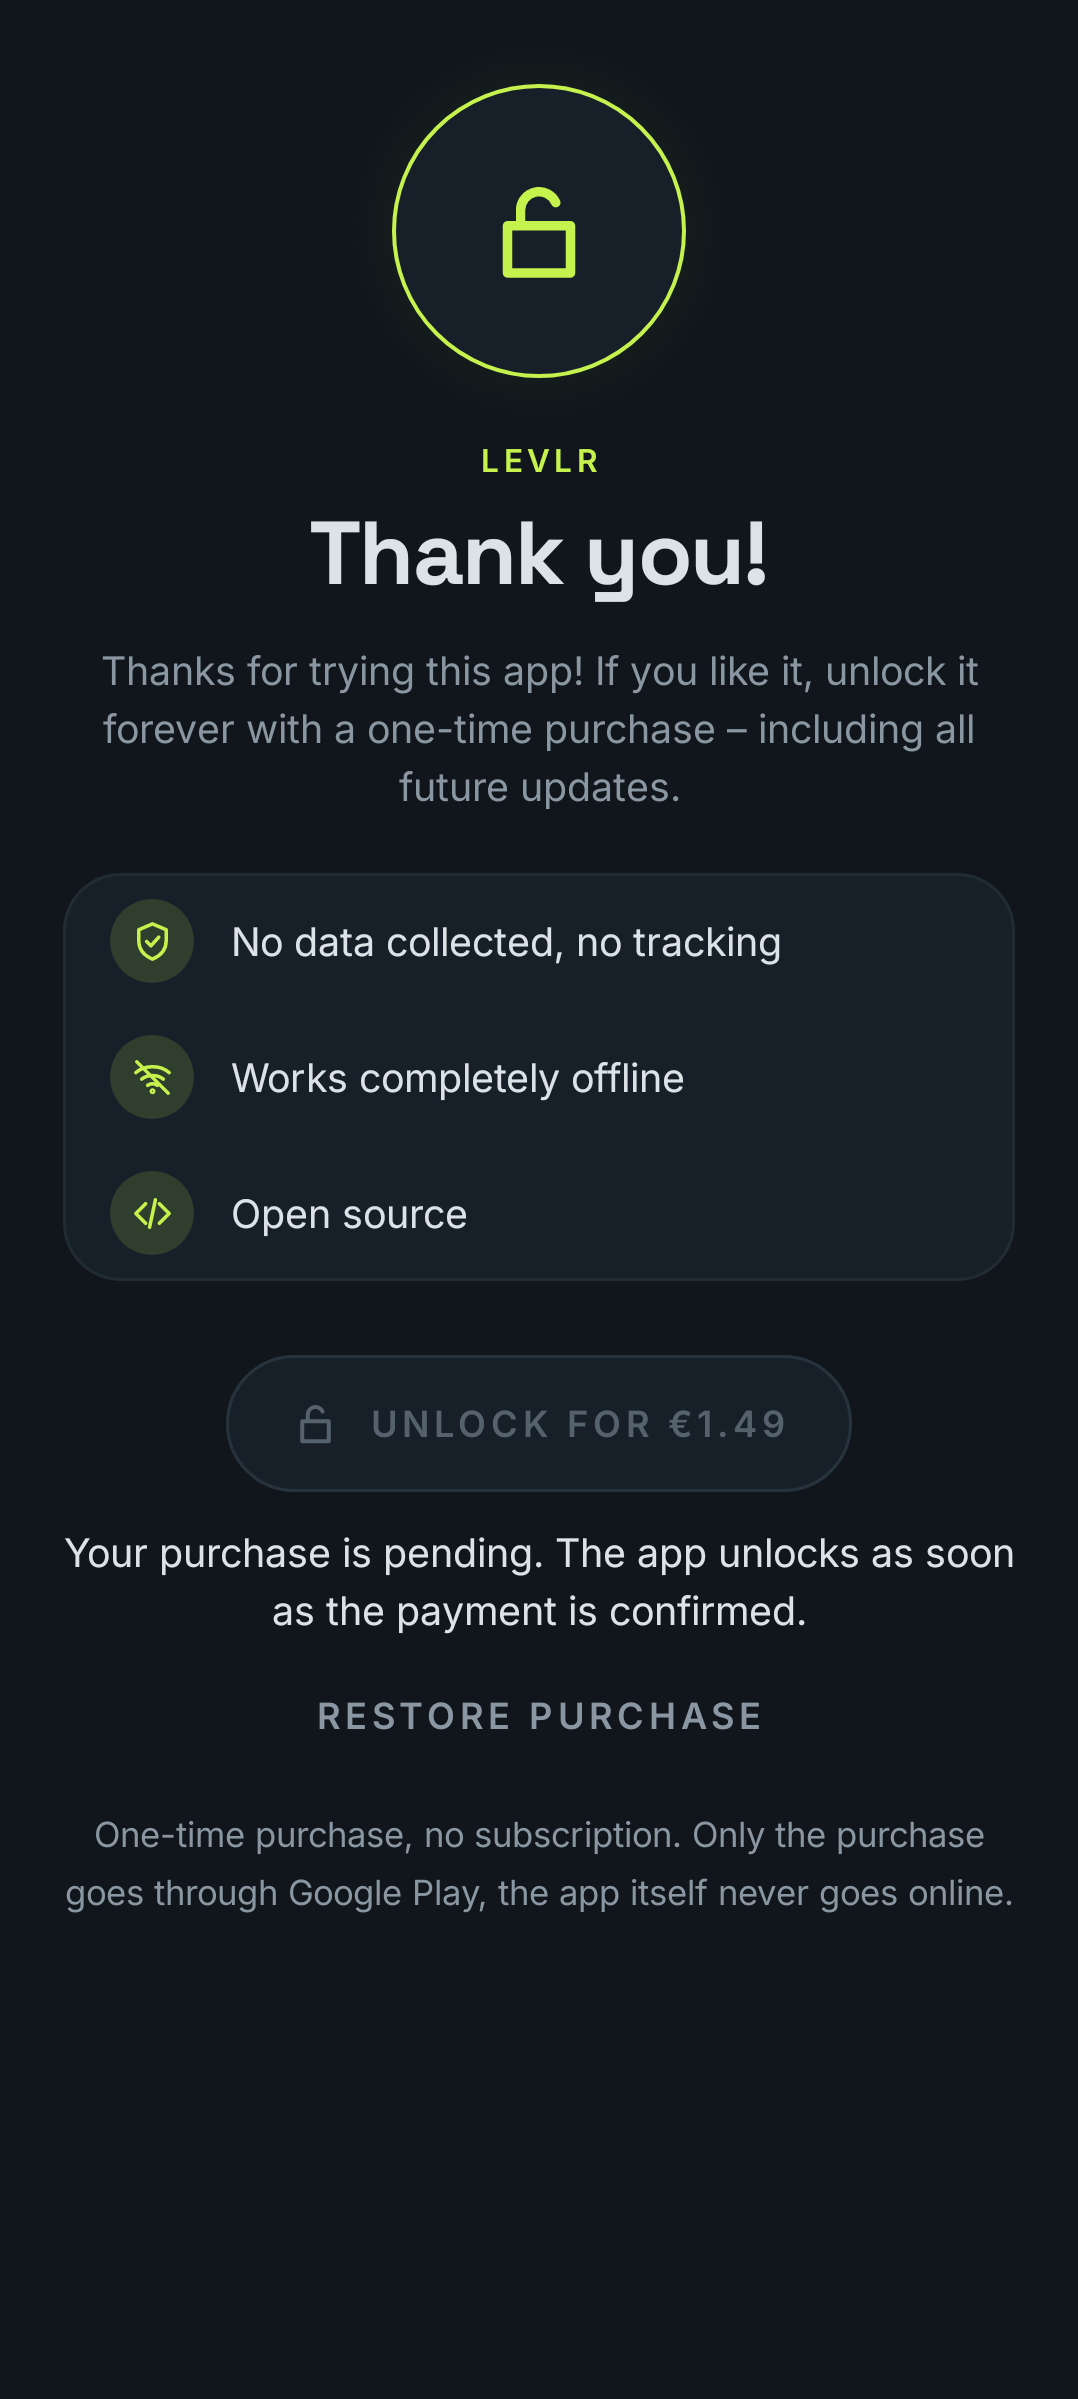 LEVLR
Thank you!
Thanks for trying this app! If you like it, unlock it
forever with a one-time purchase – including all
future updates.
No data collected, no tracking
Works completely offline
Open source
UNLOCK FOR €1.49
Your purchase is pending. The app unlocks as soon
as the payment is confirmed.
RESTORE PURCHASE
One-time purchase, no subscription. Only the purchase
goes through Google Play, the app itself never goes online.